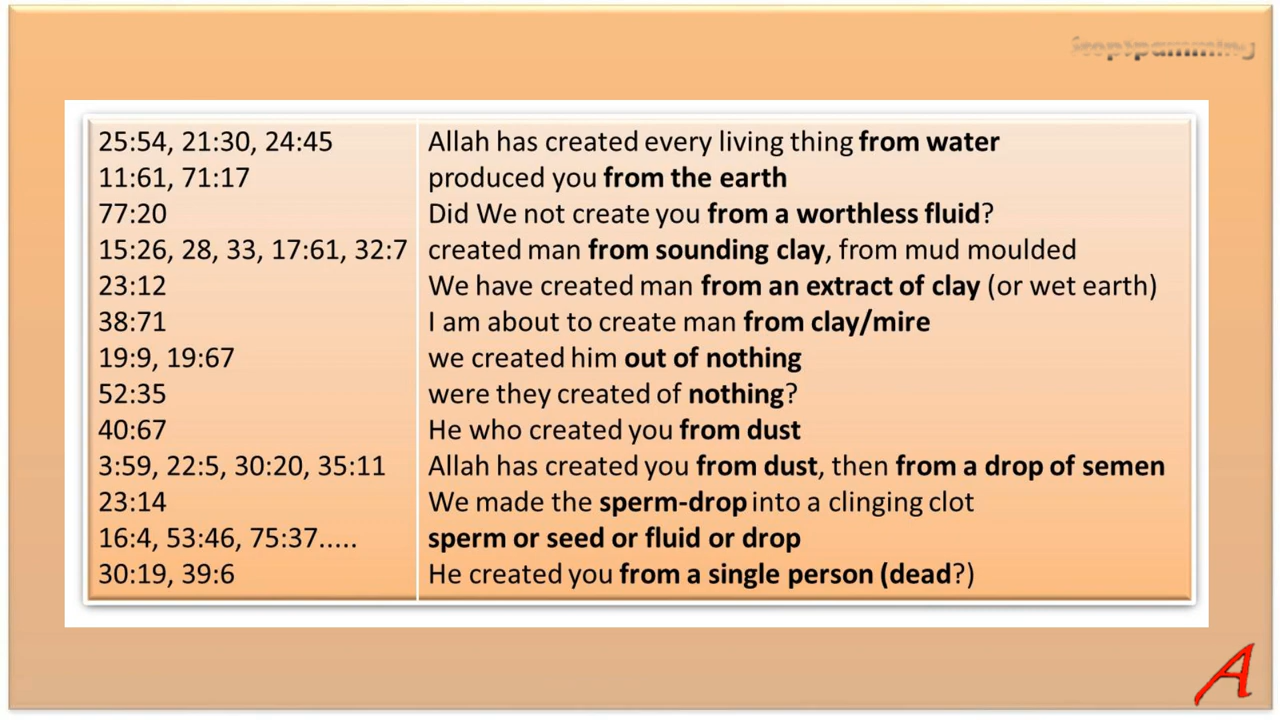 StopSpamming
25:54, 21:30, 24:45 Allah has created every living thing from water
11:61, 71:17 produced you from the earth
77:20 Did We not create you from a worthless fluid?
15:26, 28, 33, 17:61, 32:7 created man from sounding clay, from mud moulded
23:12 We have created man from an extract of clay (or wet earth)
38:71 I am about to create man from clay/mire
19:9, 19:67 we created him out of nothing
52:35 were they created of nothing?
40:67 He who created you from dust
3:59, 22:5, 30:20, 35:11 Allah has created you from dust, then from a drop of semen
23:14 We made the sperm-drop into a clinging clot
16:4, 53:46, 75:37..... sperm or seed or fluid or drop
30:19, 39:6 He created you from a single person (dead?)
A